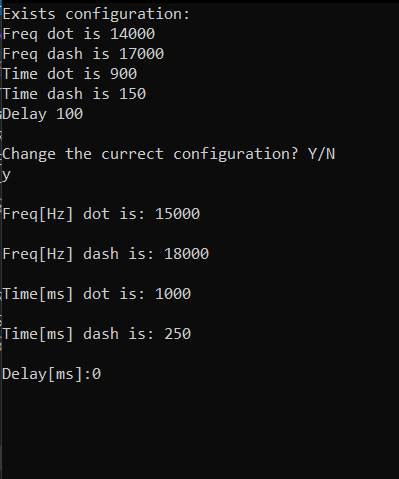 Exists configuration:
Freq dot is 14000
Freq dash is 17000
Time dot is 900
Time dash is 150
Delay 100
Change the currect configuration? Y/N
y
Freq[Hz] dot is: 15000
Freq[Hz] dash is: 18000
Time[ms] dot is: 1000
Time[ms] dash is: 250
Delay[ms]:0